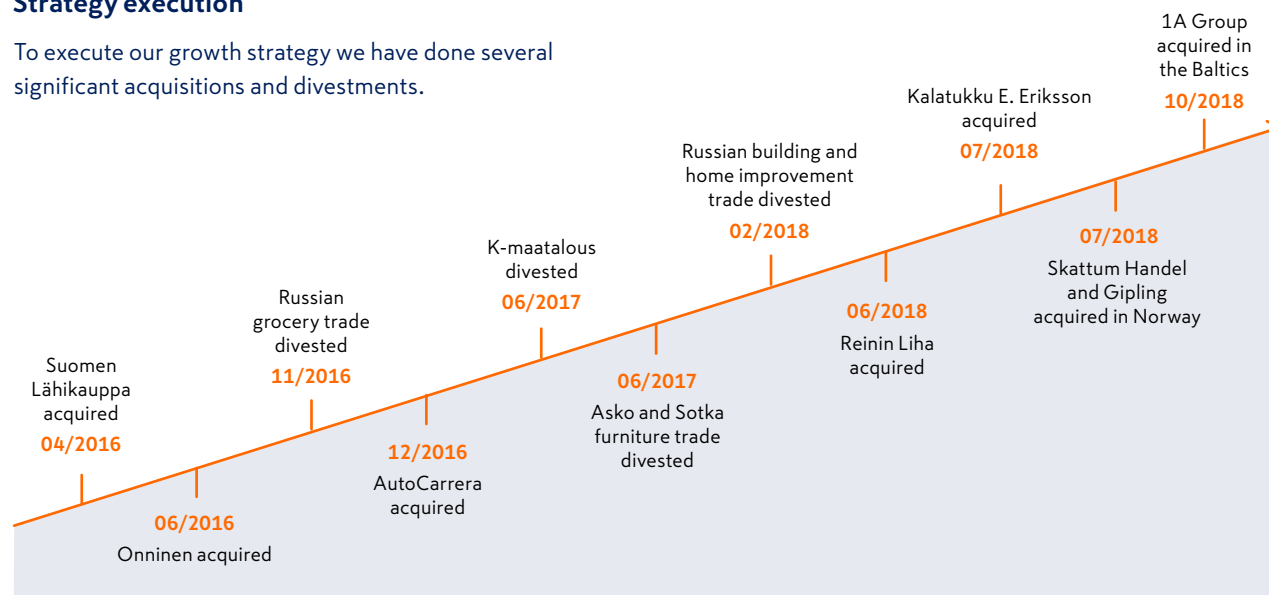 Strategy execution
To execute our growth strategy we have done several
significant acquisitions and divestments.
Suomen
Lähikauppa
acquired
04/2016
06/2016
Onninen acquired
Russian
grocery trade
divested
11/2016
12/2016
AutoCarrera
acquired
K-maatalous
divested
06/2017
06/2017
Asko and Sotka
furniture trade
divested
Russian building and
home improvement
trade divested
02/2018
06/2018
Reinin Liha
acquired
Kalatukku E. Eriksson
acquired
07/2018
07/2018
Skattum Handel
and Gipling
acquired in Norway
1A Group
acquired in
the Baltics
10/2018